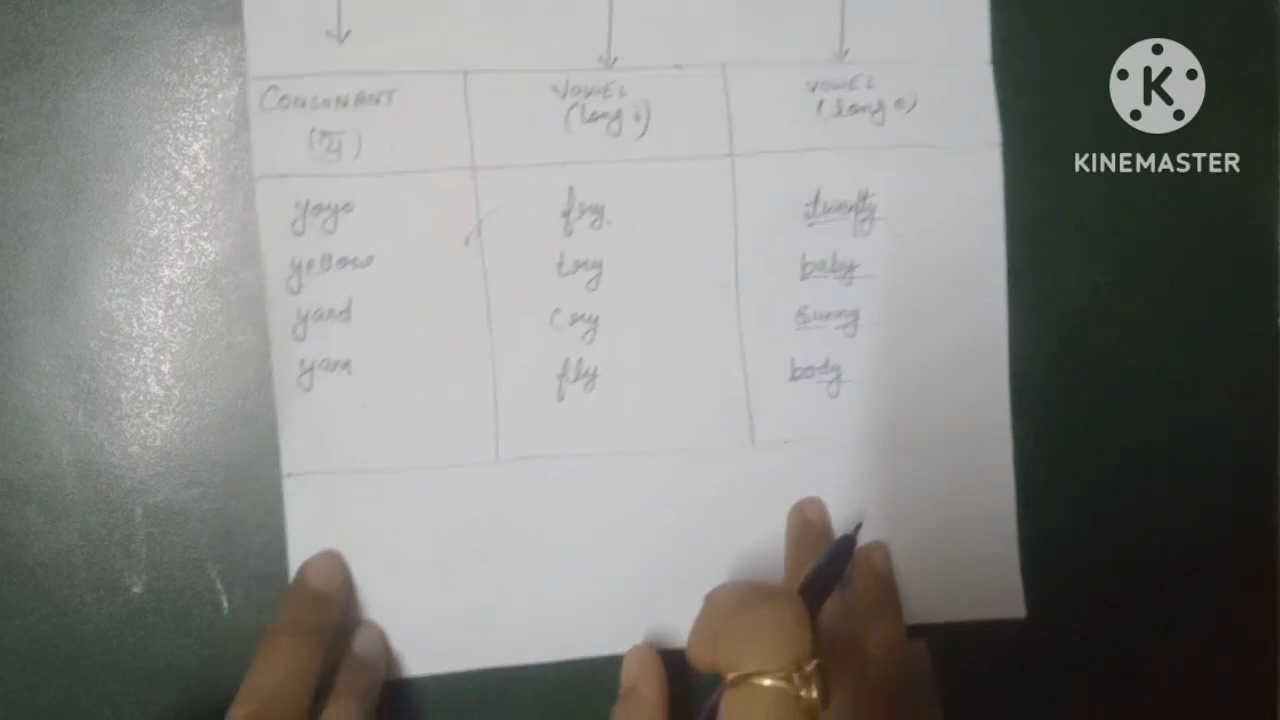 CONSONANT VOWEL VOWEL
(य) (long i) (long e)
yoyo fry twenty
yellow try baby
yard cry sunny
yam fly body
KINEMASTER